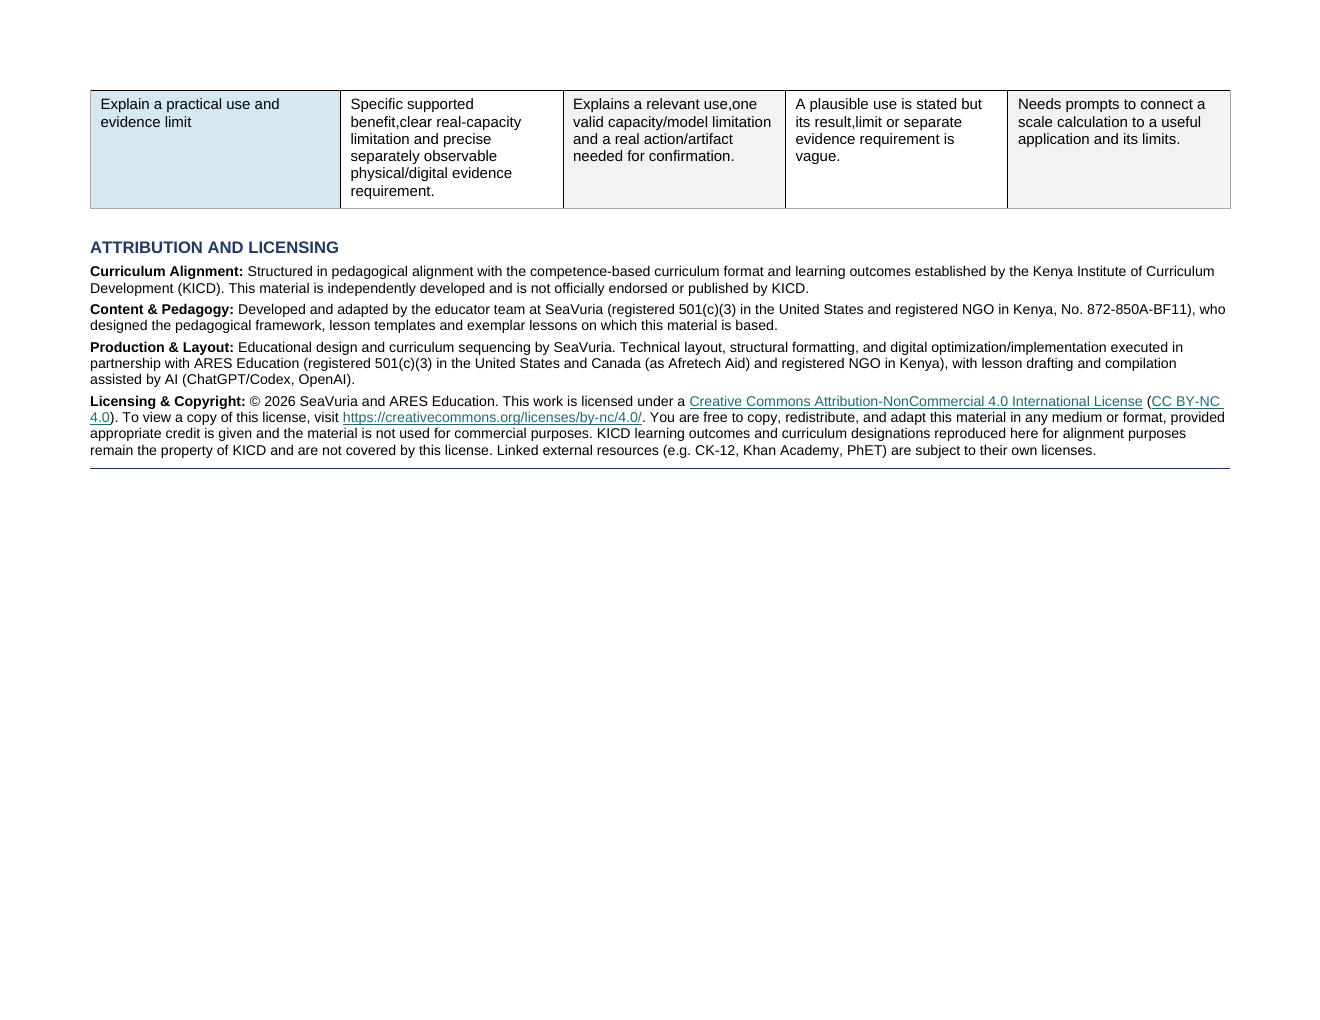 Explain a practical use and
evidence limit
Specific supported
benefit,clear real-capacity
limitation and precise
separately observable
physical/digital evidence
requirement.
Explains a relevant use,one
valid capacity/model limitation
and a real action/artifact
needed for confirmation.
A plausible use is stated but
its result,limit or separate
evidence requirement is
vague.
Needs prompts to connect a
scale calculation to a useful
application and its limits.
ATTRIBUTION AND LICENSING
Curriculum Alignment: Structured in pedagogical alignment with the competence-based curriculum format and learning outcomes established by the Kenya Institute of Curriculum
Development (KICD). This material is independently developed and is not officially endorsed or published by KICD.
Content & Pedagogy: Developed and adapted by the educator team at SeaVuria (registered 501(c)(3) in the United States and registered NGO in Kenya, No. 872-850A-BF11), who
designed the pedagogical framework, lesson templates and exemplar lessons on which this material is based.
Production & Layout: Educational design and curriculum sequencing by SeaVuria. Technical layout, structural formatting, and digital optimization/implementation executed in
partnership with ARES Education (registered 501(c)(3) in the United States and Canada (as Afretech Aid) and registered NGO in Kenya), with lesson drafting and compilation
assisted by AI (ChatGPT/Codex, OpenAI).
Licensing & Copyright: © 2026 SeaVuria and ARES Education. This work is licensed under a Creative Commons Attribution-NonCommercial 4.0 International License (CC BY-NC
4.0). To view a copy of this license, visit https://creativecommons.org/licenses/by-nc/4.0/. You are free to copy, redistribute, and adapt this material in any medium or format, provided
appropriate credit is given and the material is not used for commercial purposes. KICD learning outcomes and curriculum designations reproduced here for alignment purposes
remain the property of KICD and are not covered by this license. Linked external resources (e.g. CK-12, Khan Academy, PhET) are subject to their own licenses.